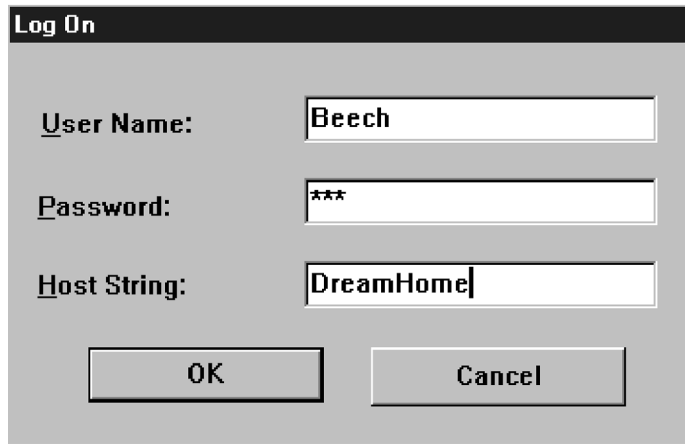 Log On
User Name: Beech
Password: ***
Host String: DreamHome
OK Cancel